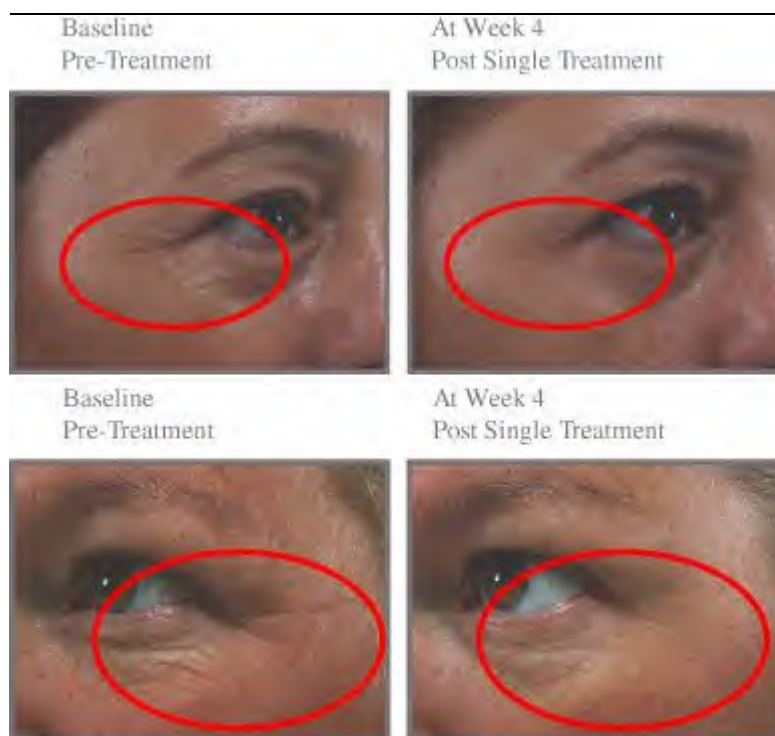 Baseline
Pre-Treatment
At Week 4
Post Single Treatment
Baseline
Pre-Treatment
At Week 4
Post Single Treatment